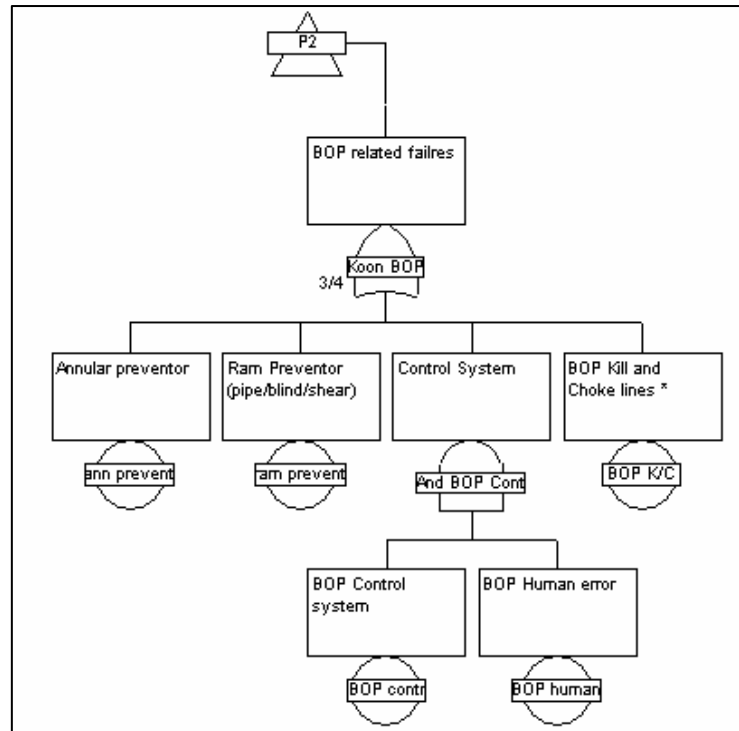 P2
BOP related failres
Koon BOP
3/4
Annular preventor
Ram Preventor
(pipe/blind/shear)
Control System
BOP Kill and
Choke lines *
ann prevent
ram prevent
And BOP Cont
BOP K/C
BOP Control
system
BOP Human error
BOP contr
BOP human